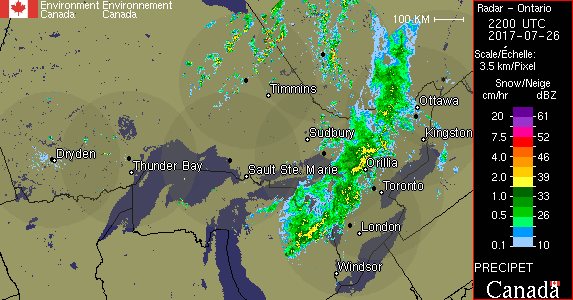 Environment Environnement
Canada Canada
100 KM
Timmins
Ottawa
Sudbury
Kingston
Dryden
Thunder Bay
Sault Ste. Marie
Orillia
Toronto
London
Windsor
Radar - Ontario
2200 UTC
2017-07-26
Scale/Échelle:
3.5 km/Pixel
Snow/Neige
cm/hr dBZ
20 61
7.5 52
4.0 46
2.0 39
1.0 33
0.5 26
0.1 10
PRECIPET
Canada